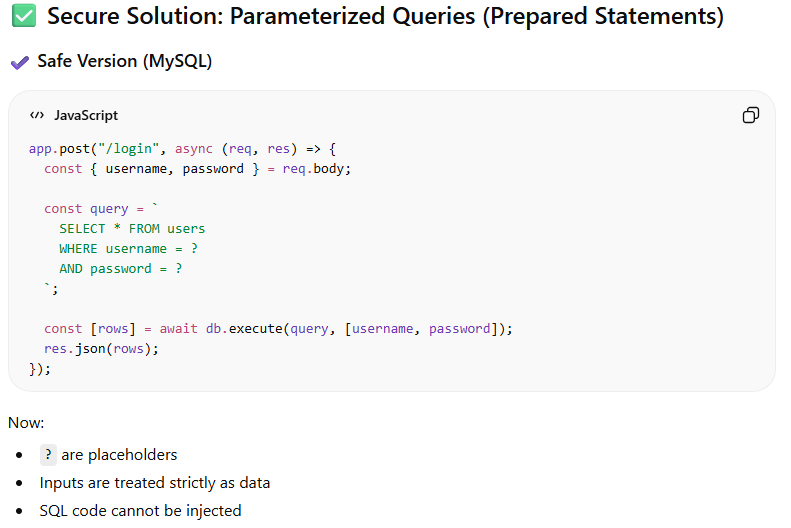 ✅ Secure Solution: Parameterized Queries (Prepared Statements)
✔ Safe Version (MySQL)
</> JavaScript
app.post("/login", async (req, res) => {
  const { username, password } = req.body;

  const query = `
    SELECT * FROM users
    WHERE username = ?
    AND password = ?
  `;

  const [rows] = await db.execute(query, [username, password]);
  res.json(rows);
});
Now:
• ? are placeholders
• Inputs are treated strictly as data
• SQL code cannot be injected